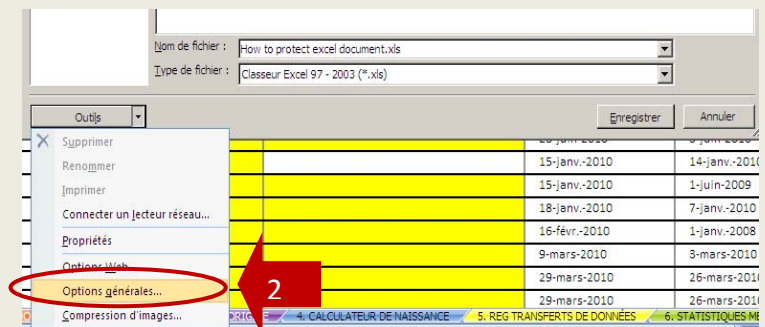 Nom de fichier :
How to protect excel document.xls
Type de fichier :
Classeur Excel 97 - 2003 (*.xls)
Outils
Enregistrer
Annuler
Supprimer
Renommer
15-janv.-2010 14-janv.-2010
Imprimer
15-janv.-2010 1-juin-2009
Connecter un lecteur réseau...
18-janv.-2010 7-janv.-2010
Propriétés
16-févr.-2010 1-janv.-2008
Options Web...
9-mars-2010 3-mars-2010
Options générales...
2
29-mars-2010 26-mars-201
29-mars-2010 26-mars-201
Compression d'images...
4. CALCULATEUR DE NAISSANCE
5. REG TRANSFERTS DE DONNÉES
6. STATISTIQUES ME